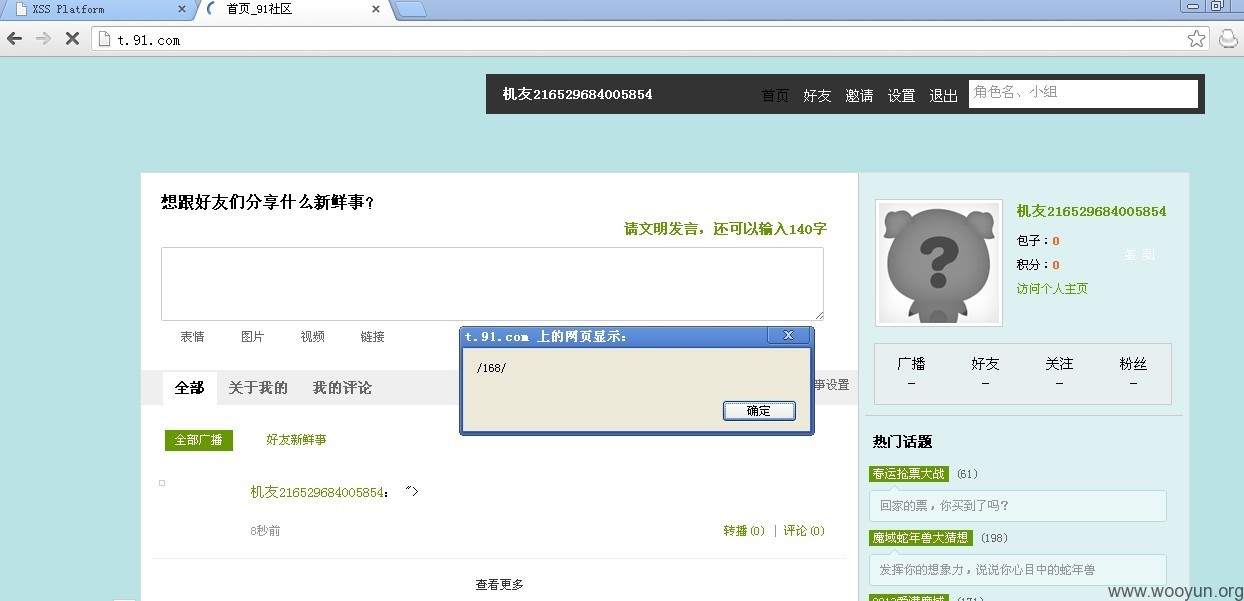 XSS Platform
首页_91社区
t.91.com
机友216529684005854 首页 好友 邀请 设置 退出 角色名、小组
想跟好友们分享什么新鲜事?
请文明发言，还可以输入140字
表情 图片 视频 链接
t.91.com 上的网页显示:
/168/
确定
全部 关于我的 我的评论
设置
全部广播 好友新鲜事
机友216529684005854: ">
8秒前 转播(0) | 评论(0)
查看更多
机友216529684005854
包子：0
积分：0
签到
访问个人主页
广播 好友 关注 粉丝
- - - -
热门话题
春运抢票大战 (61)
回家的票，你买到了吗?
魔域蛇年兽大猜想 (198)
发挥你的想象力，说说你心目中的蛇年兽
www.wooyun.org